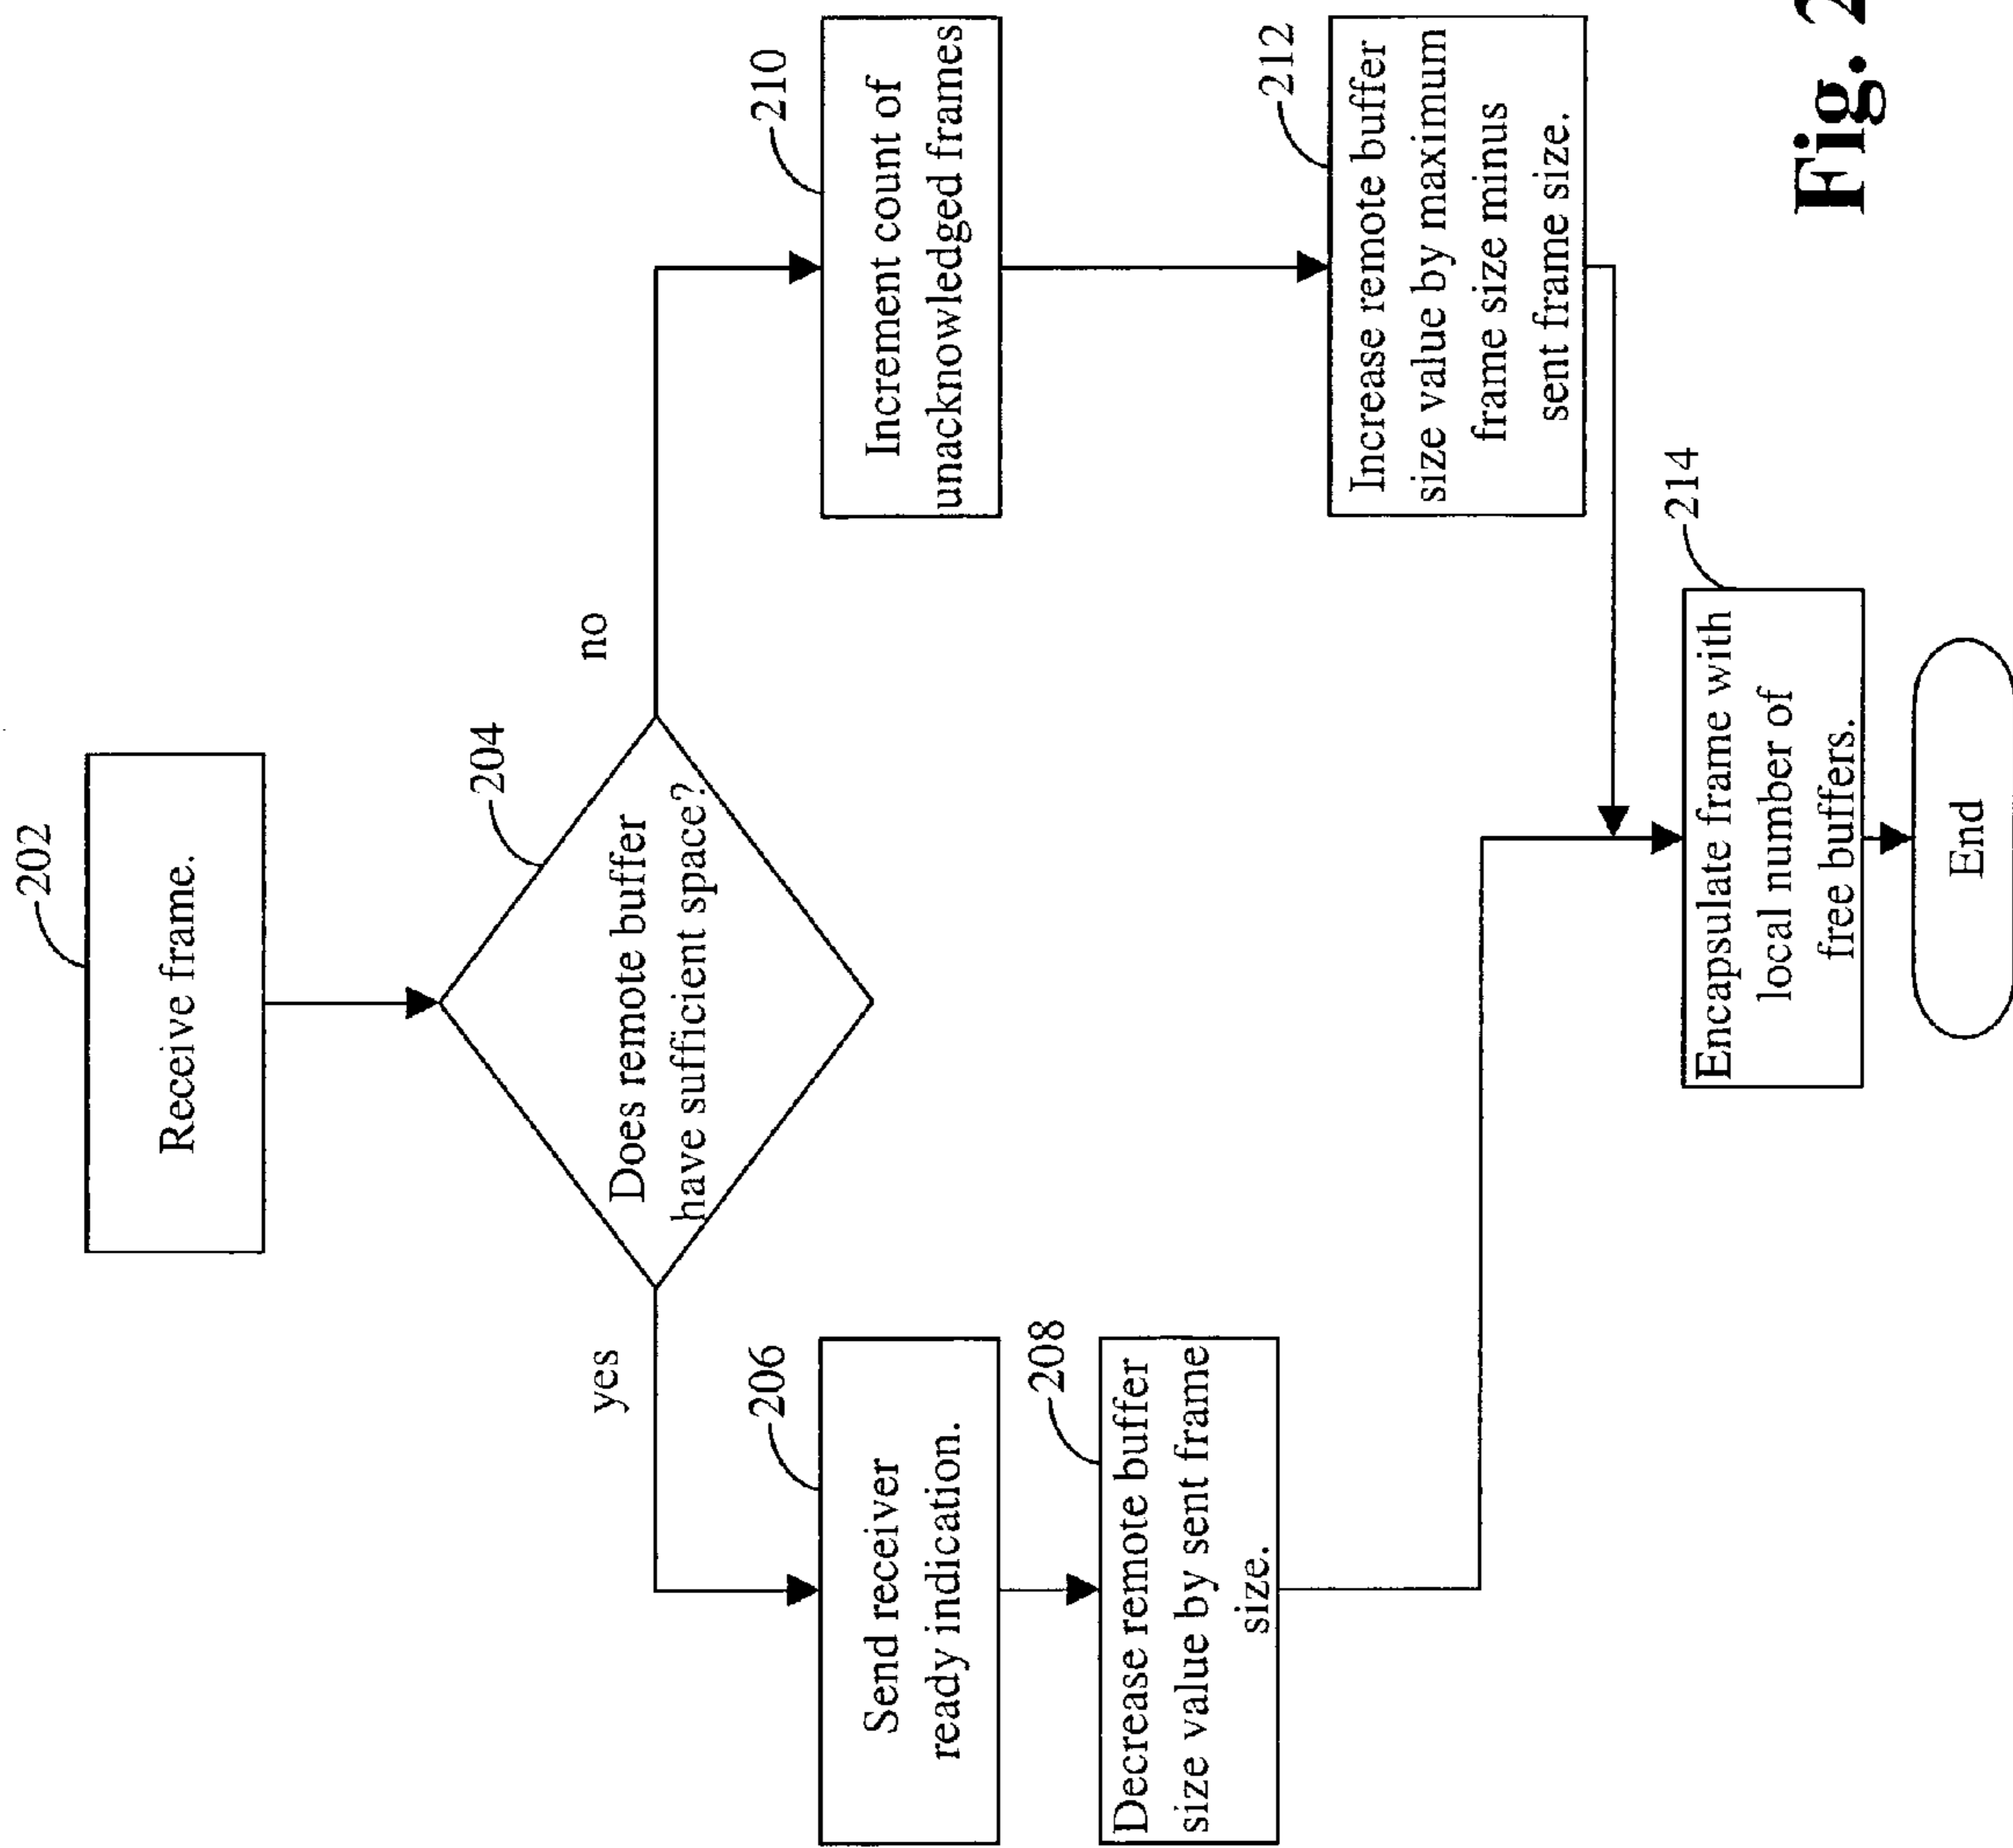 202
Receive frame.
204
Does remote buffer
have sufficient space?
yes
no
206
Send receiver
ready indication.
208
Decrease remote buffer
size value by sent frame
size.
210
Increment count of
unacknowledged frames
212
Increase remote buffer
size value by maximum
frame size minus
sent frame size.
214
Encapsulate frame with
local number of
free buffers.
End
Fig. 2